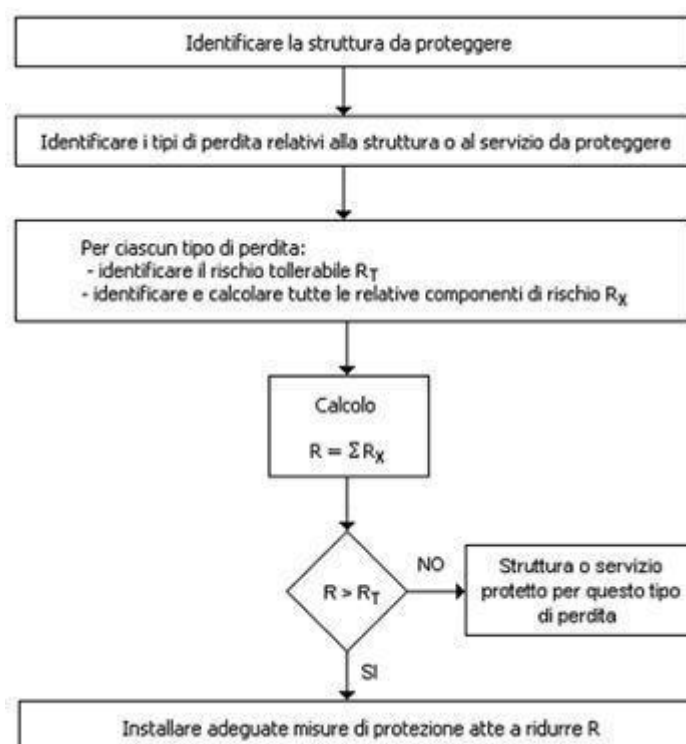 Identificare la struttura da proteggere
Identificare i tipi di perdita relativi alla struttura o al servizio da proteggere
Per ciascun tipo di perdita:
- identificare il rischio tollerabile RT
- identificare e calcolare tutte le relative componenti di rischio RX
Calcolo
R = ΣRX
R > RT
NO
Struttura o servizio
protetto per questo tipo
di perdita
SI
Installare adeguate misure di protezione atte a ridurre R